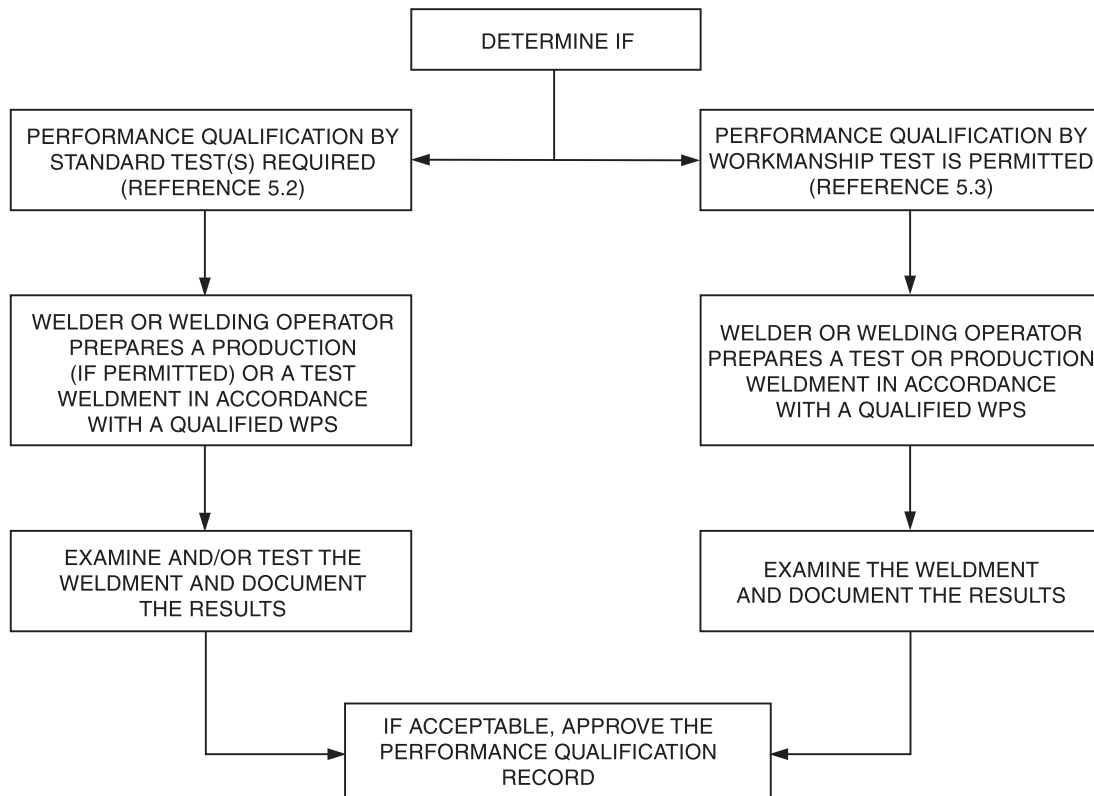 DETERMINE IF
PERFORMANCE QUALIFICATION BY
STANDARD TEST(S) REQUIRED
(REFERENCE 5.2)
PERFORMANCE QUALIFICATION BY
WORKMANSHIP TEST IS PERMITTED
(REFERENCE 5.3)
WELDER OR WELDING OPERATOR
PREPARES A PRODUCTION
(IF PERMITTED) OR A TEST
WELDMENT IN ACCORDANCE
WITH A QUALIFIED WPS
WELDER OR WELDING OPERATOR
PREPARES A TEST OR PRODUCTION
WELDMENT IN ACCORDANCE
WITH A QUALIFIED WPS
EXAMINE AND/OR TEST THE
WELDMENT AND DOCUMENT
THE RESULTS
EXAMINE THE WELDMENT
AND DOCUMENT THE RESULTS
IF ACCEPTABLE, APPROVE THE
PERFORMANCE QUALIFICATION
RECORD